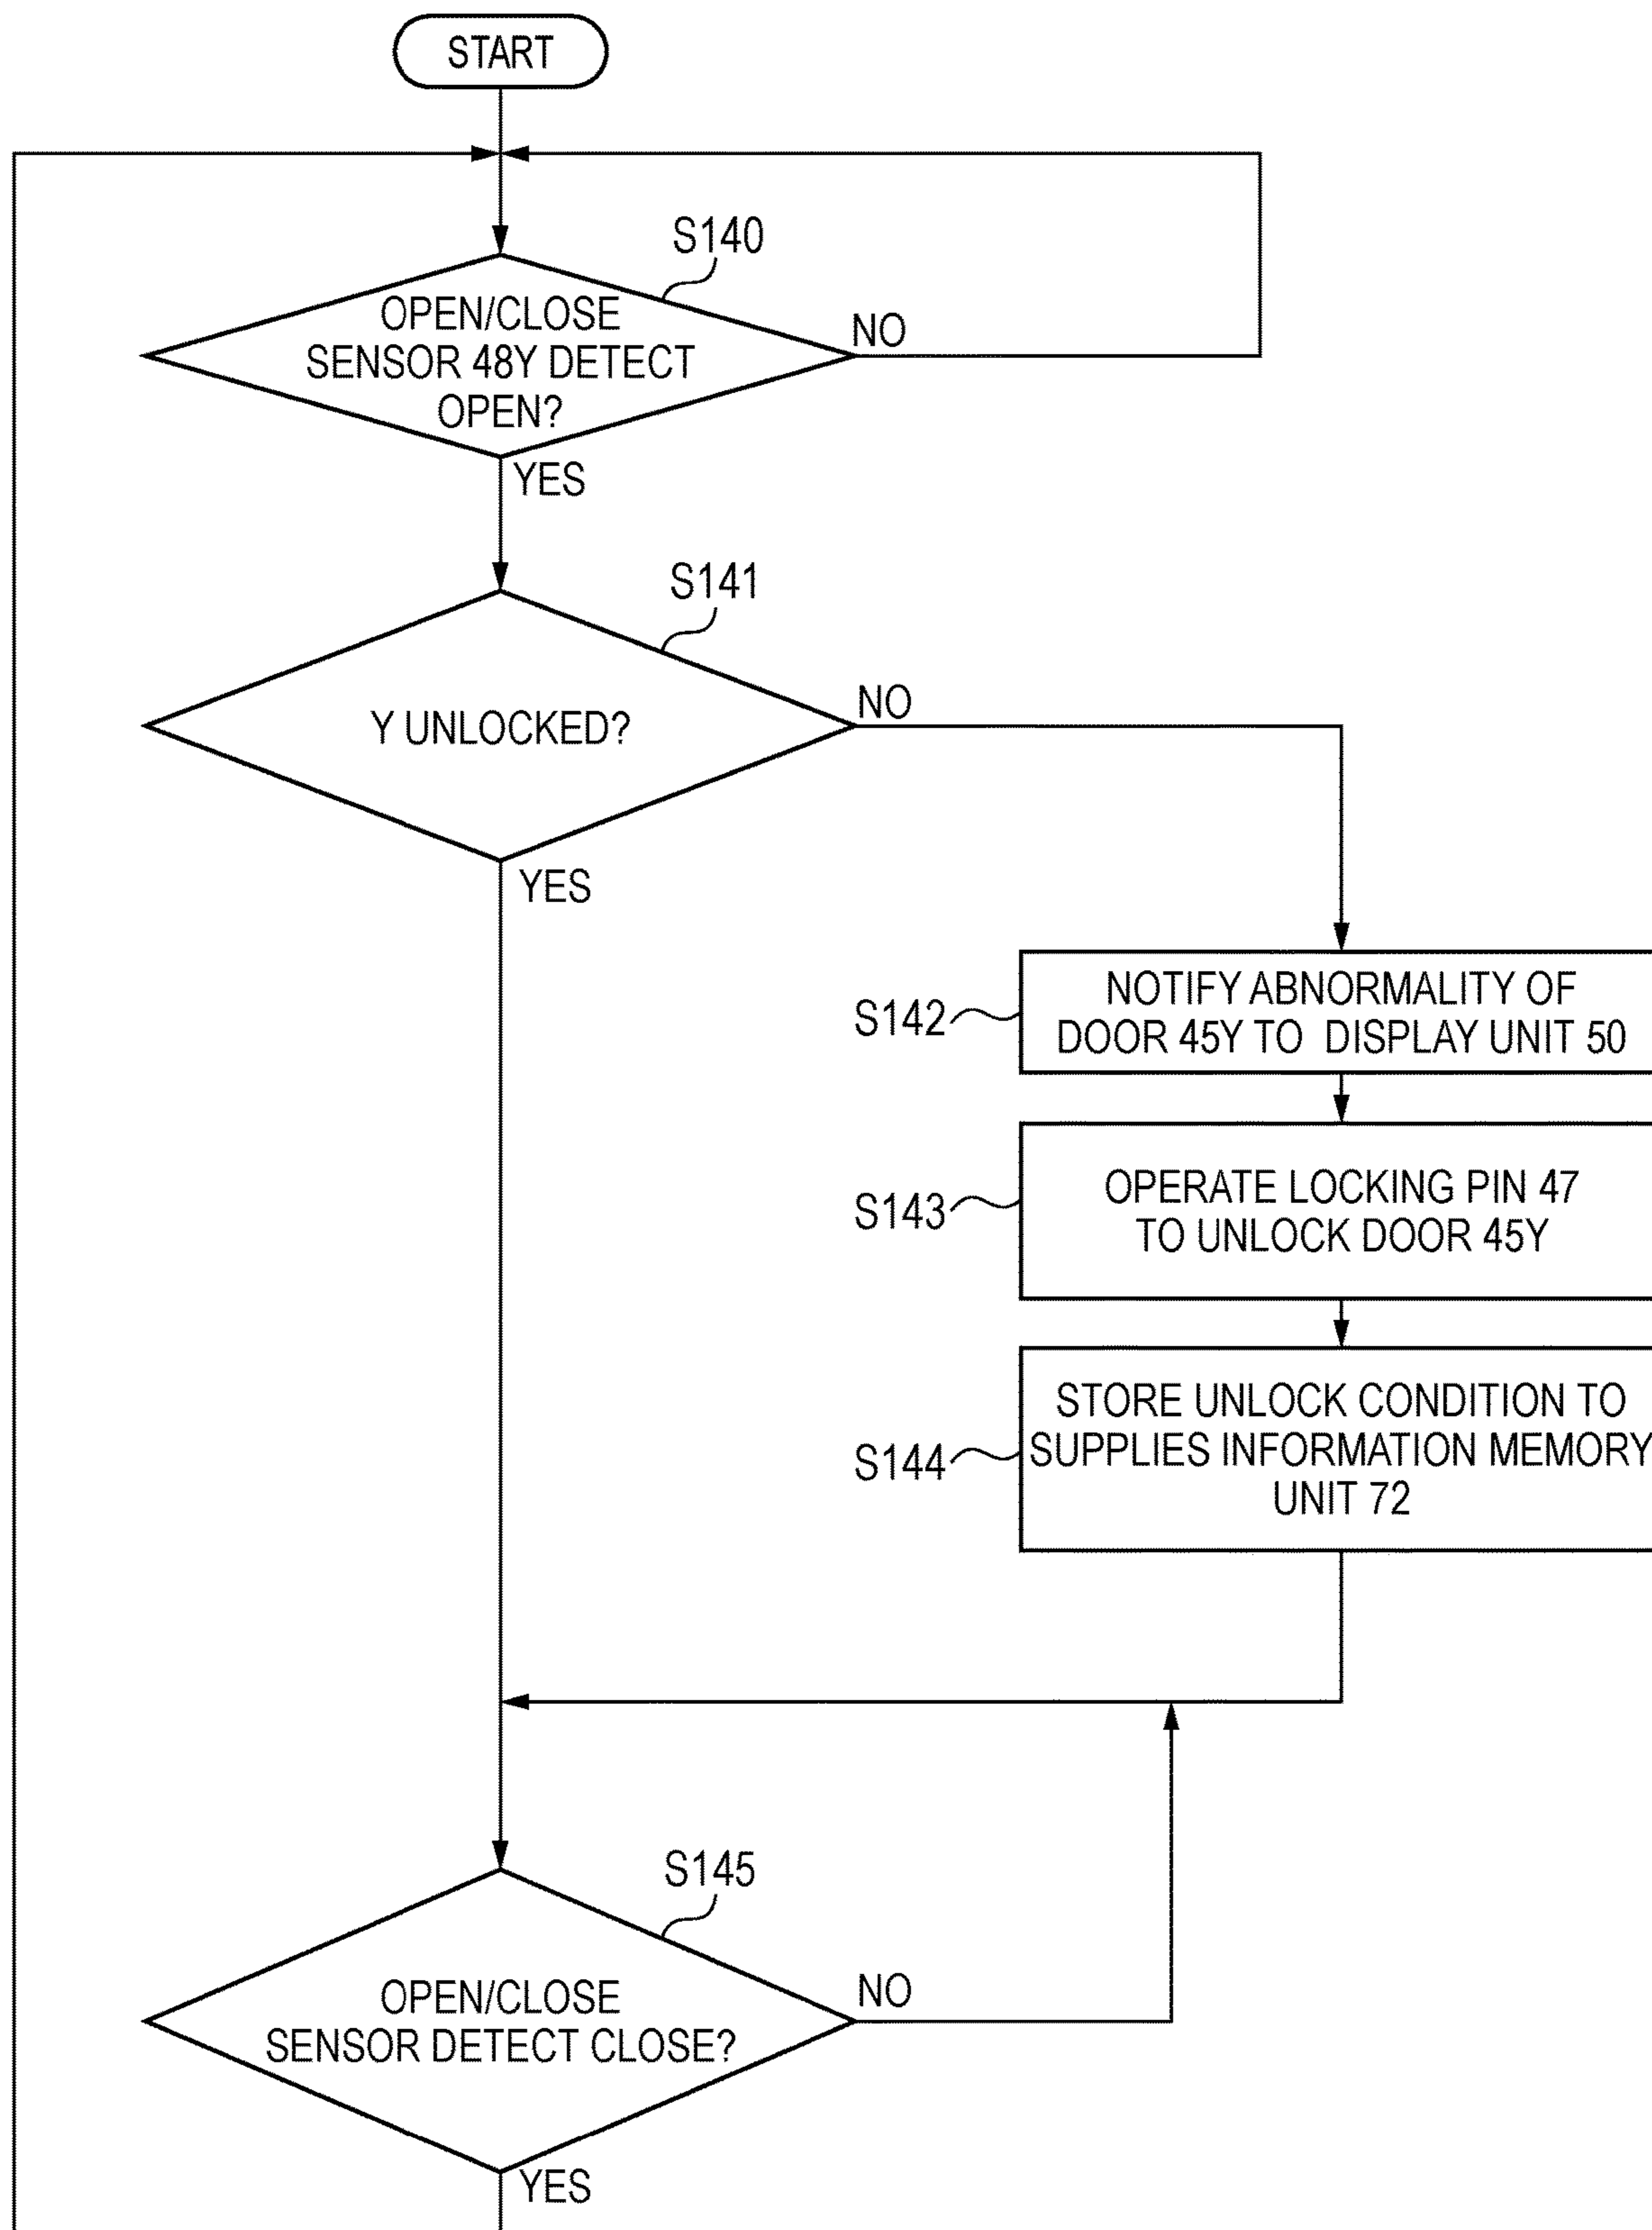 START
S140
OPEN/CLOSE
SENSOR 48Y DETECT
OPEN?
NO
YES
S141
Y UNLOCKED?
NO
YES
S142
NOTIFY ABNORMALITY OF
DOOR 45Y TO DISPLAY UNIT 50
S143
OPERATE LOCKING PIN 47
TO UNLOCK DOOR 45Y
S144
STORE UNLOCK CONDITION TO
SUPPLIES INFORMATION MEMORY
UNIT 72
S145
OPEN/CLOSE
SENSOR DETECT CLOSE?
NO
YES